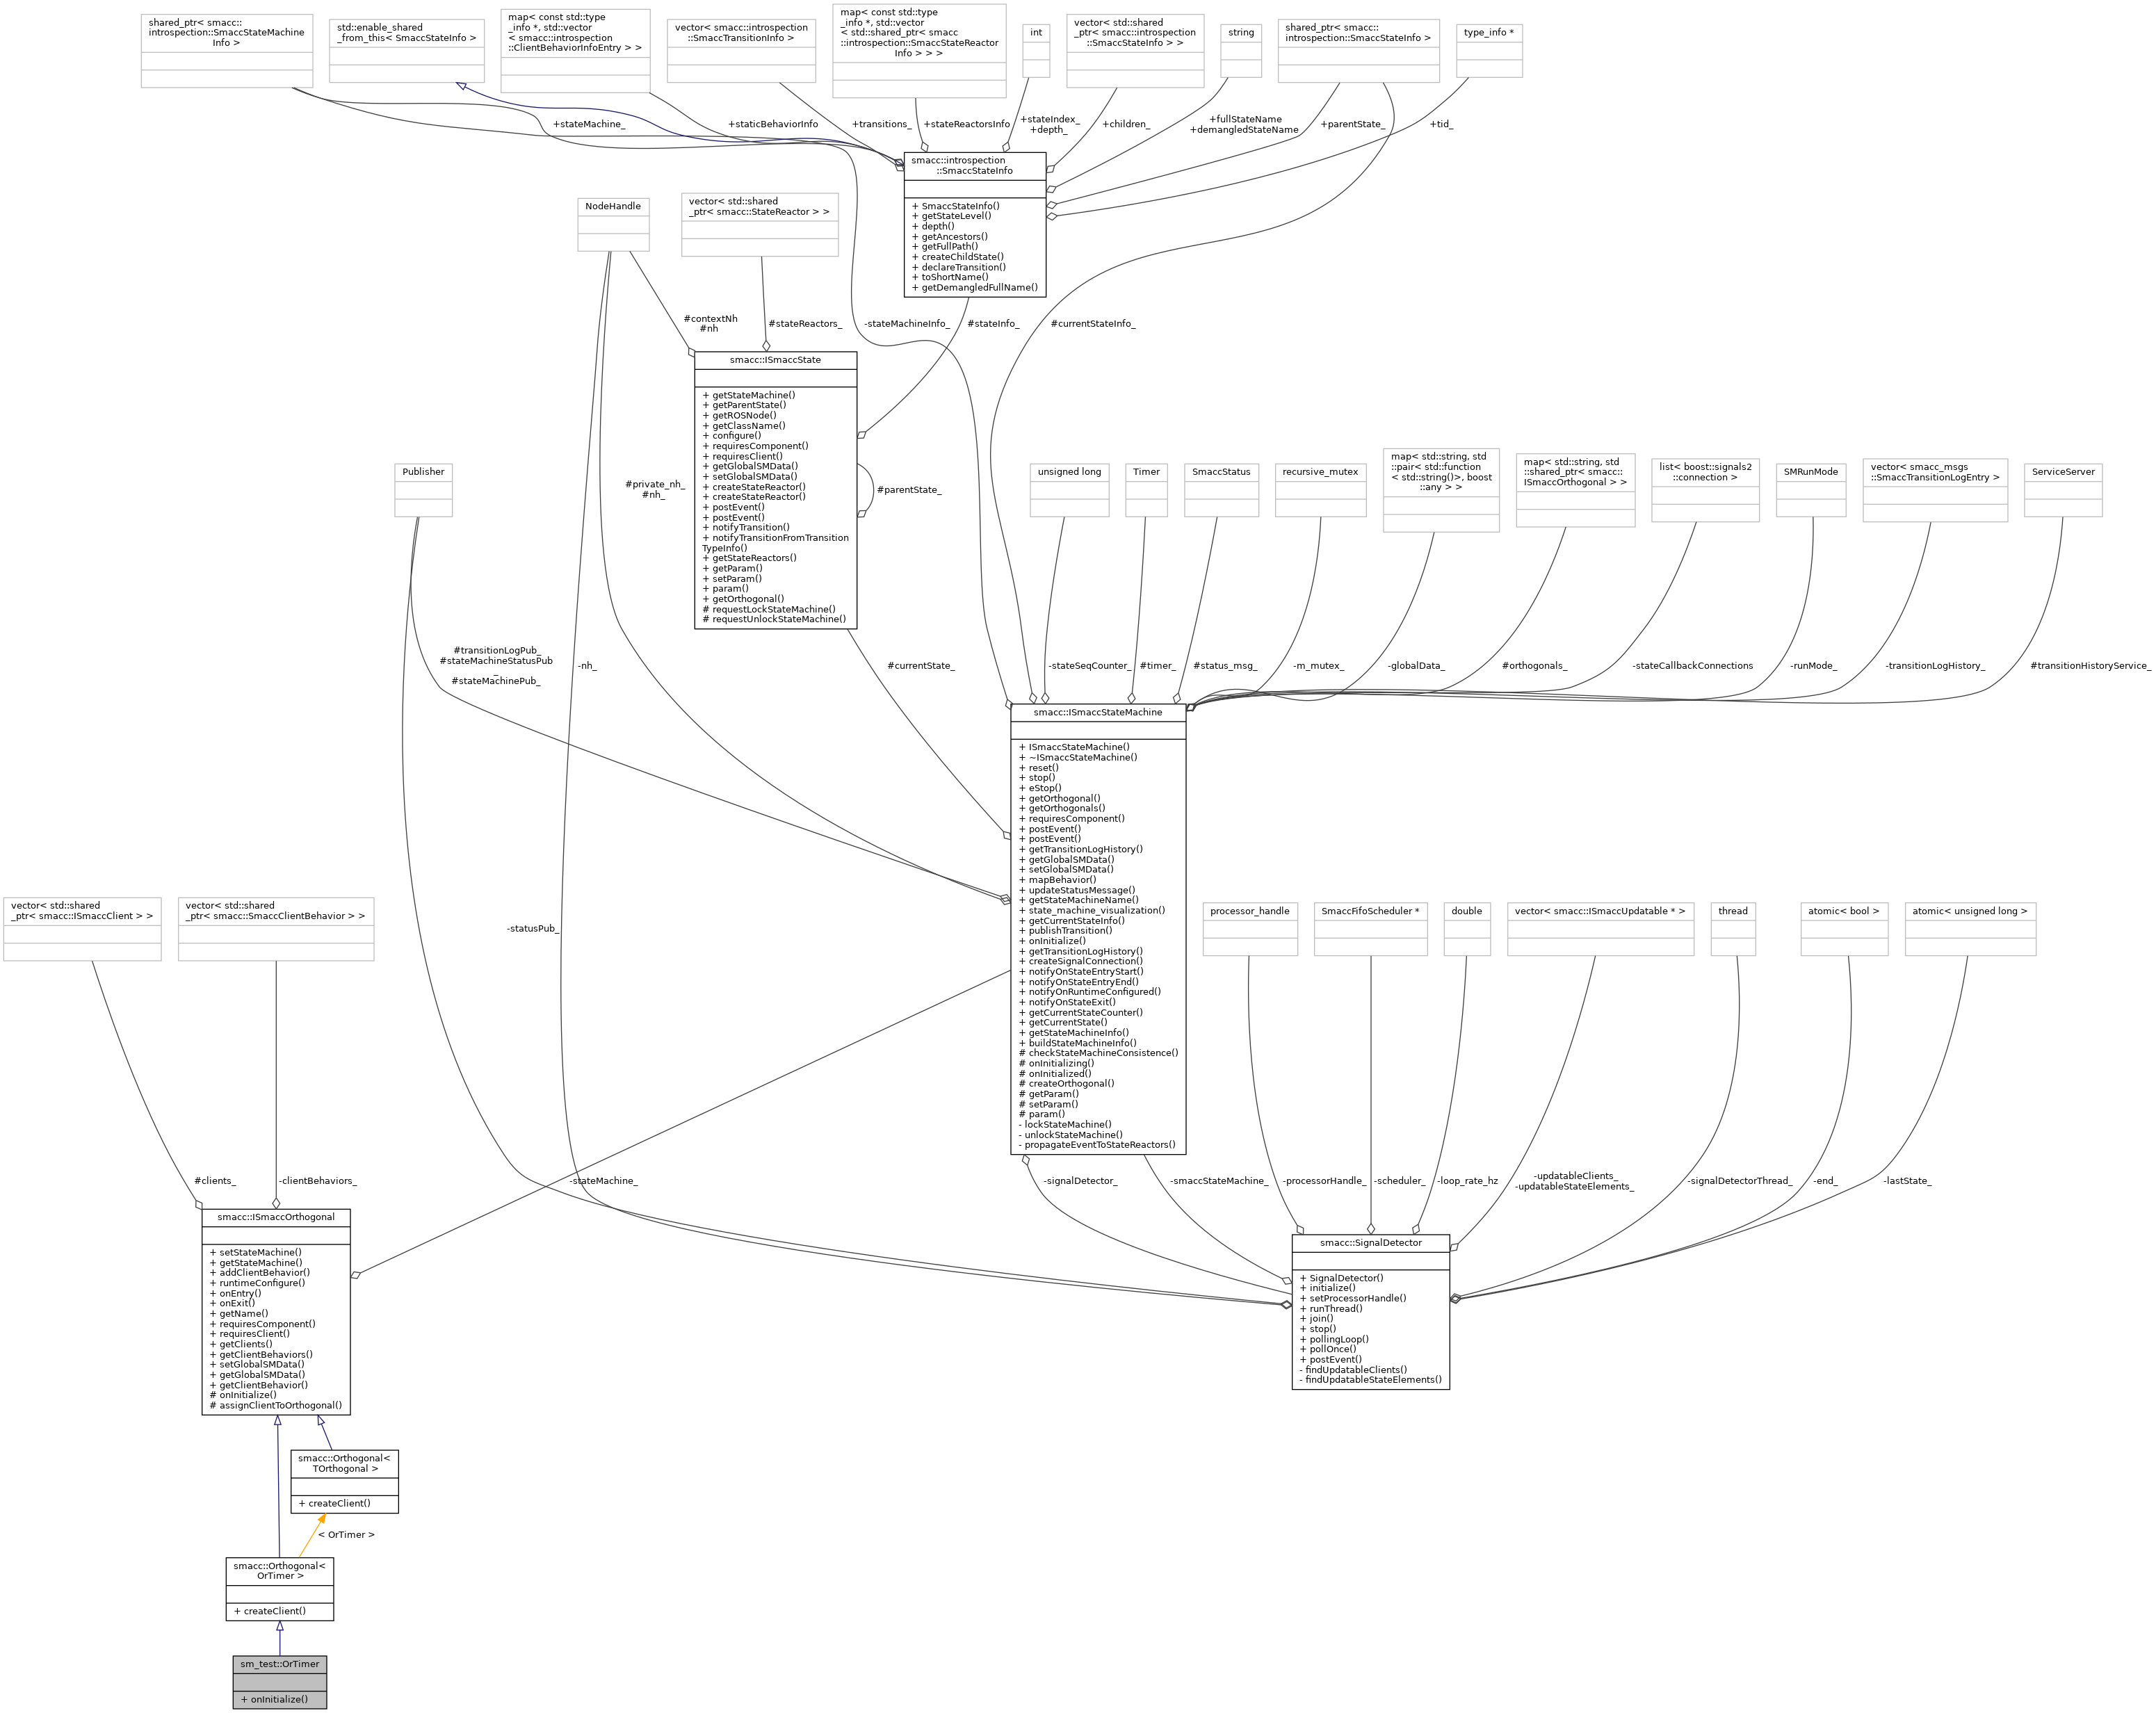 shared_ptr< smacc::
introspection::SmaccStateMachine
Info >
std::enable_shared
_from_this< SmaccStateInfo >
map< const std::type
_info *, std::vector
< smacc::introspection
::ClientBehaviorInfoEntry > >
vector< smacc::introspection
::SmaccTransitionInfo >
map< const std::type
_info *, std::vector
< std::shared_ptr< smacc
::introspection::SmaccStateReactor
Info > > >
int
vector< std::shared
_ptr< smacc::introspection
::SmaccStateInfo > >
string
shared_ptr< smacc::
introspection::SmaccStateInfo >
type_info *
+stateMachine_
+staticBehaviorInfo
+transitions_
+stateReactorsInfo
+stateIndex_
+depth_
+children_
+fullStateName
+demangledStateName
+parentState_
+tid_
smacc::introspection
::SmaccStateInfo
+ SmaccStateInfo()
+ getStateLevel()
+ depth()
+ getAncestors()
+ getFullPath()
+ createChildState()
+ declareTransition()
+ toShortName()
+ getDemangledFullName()
NodeHandle
vector< std::shared
_ptr< smacc::StateReactor > >
#contextNh
#nh
#stateReactors_
-stateMachineInfo_
#stateInfo_
#currentStateInfo_
smacc::ISmaccState
+ getStateMachine()
+ getParentState()
+ getROSNode()
+ getClassName()
+ configure()
+ requiresComponent()
+ requiresClient()
+ getGlobalSMData()
+ setGlobalSMData()
+ createStateReactor()
+ createStateReactor()
+ postEvent()
+ postEvent()
+ notifyTransition()
+ notifyTransitionFromTransition
TypeInfo()
+ getStateReactors()
+ getParam()
+ setParam()
+ param()
+ getOrthogonal()
# requestLockStateMachine()
# requestUnlockStateMachine()
#parentState_
#private_nh_
#nh_
Publisher
unsigned long
Timer
SmaccStatus
recursive_mutex
map< std::string, std
::pair< std::function
< std::string()>, boost
::any > >
map< std::string, std
::shared_ptr< smacc::
ISmaccOrthogonal > >
list< boost::signals2
::connection >
SMRunMode
vector< smacc_msgs
::SmaccTransitionLogEntry >
ServiceServer
#transitionLogPub_
#stateMachineStatusPub
_
#stateMachinePub_
-nh_
#currentState_
-stateSeqCounter_
#timer_
#status_msg_
-m_mutex_
-globalData_
#orthogonals_
-stateCallbackConnections
-runMode_
-transitionLogHistory_
#transitionHistoryService_
smacc::ISmaccStateMachine
+ ISmaccStateMachine()
+ ~ISmaccStateMachine()
+ reset()
+ stop()
+ eStop()
+ getOrthogonal()
+ getOrthogonals()
+ requiresComponent()
+ postEvent()
+ postEvent()
+ getTransitionLogHistory()
+ getGlobalSMData()
+ setGlobalSMData()
+ mapBehavior()
+ updateStatusMessage()
+ getStateMachineName()
+ state_machine_visualization()
+ getCurrentStateInfo()
+ publishTransition()
+ onInitialize()
+ getTransitionLogHistory()
+ createSignalConnection()
+ notifyOnStateEntryStart()
+ notifyOnStateEntryEnd()
+ notifyOnRuntimeConfigured()
+ notifyOnStateExit()
+ getCurrentStateCounter()
+ getCurrentState()
+ getStateMachineInfo()
+ buildStateMachineInfo()
# checkStateMachineConsistence()
# onInitializing()
# onInitialized()
# createOrthogonal()
# getParam()
# setParam()
# param()
- lockStateMachine()
- unlockStateMachine()
- propagateEventToStateReactors()
vector< std::shared
_ptr< smacc::ISmaccClient > >
vector< std::shared
_ptr< smacc::SmaccClientBehavior > >
-statusPub_
processor_handle
SmaccFifoScheduler *
double
vector< smacc::ISmaccUpdatable * >
thread
atomic< bool >
atomic< unsigned long >
#clients_
-clientBehaviors_
-stateMachine_
-signalDetector_
-smaccStateMachine_
-processorHandle_
-scheduler_
-loop_rate_hz
-updatableClients_
-updatableStateElements_
-signalDetectorThread_
-end_
-lastState_
smacc::ISmaccOrthogonal
+ setStateMachine()
+ getStateMachine()
+ addClientBehavior()
+ runtimeConfigure()
+ onEntry()
+ onExit()
+ getName()
+ requiresComponent()
+ requiresClient()
+ getClients()
+ getClientBehaviors()
+ setGlobalSMData()
+ getGlobalSMData()
+ getClientBehavior()
# onInitialize()
# assignClientToOrthogonal()
smacc::SignalDetector
+ SignalDetector()
+ initialize()
+ setProcessorHandle()
+ runThread()
+ join()
+ stop()
+ pollingLoop()
+ pollOnce()
+ postEvent()
- findUpdatableClients()
- findUpdatableStateElements()
smacc::Orthogonal<
TOrthogonal >
+ createClient()
< OrTimer >
smacc::Orthogonal<
OrTimer >
+ createClient()
sm_test::OrTimer
+ onInitialize()